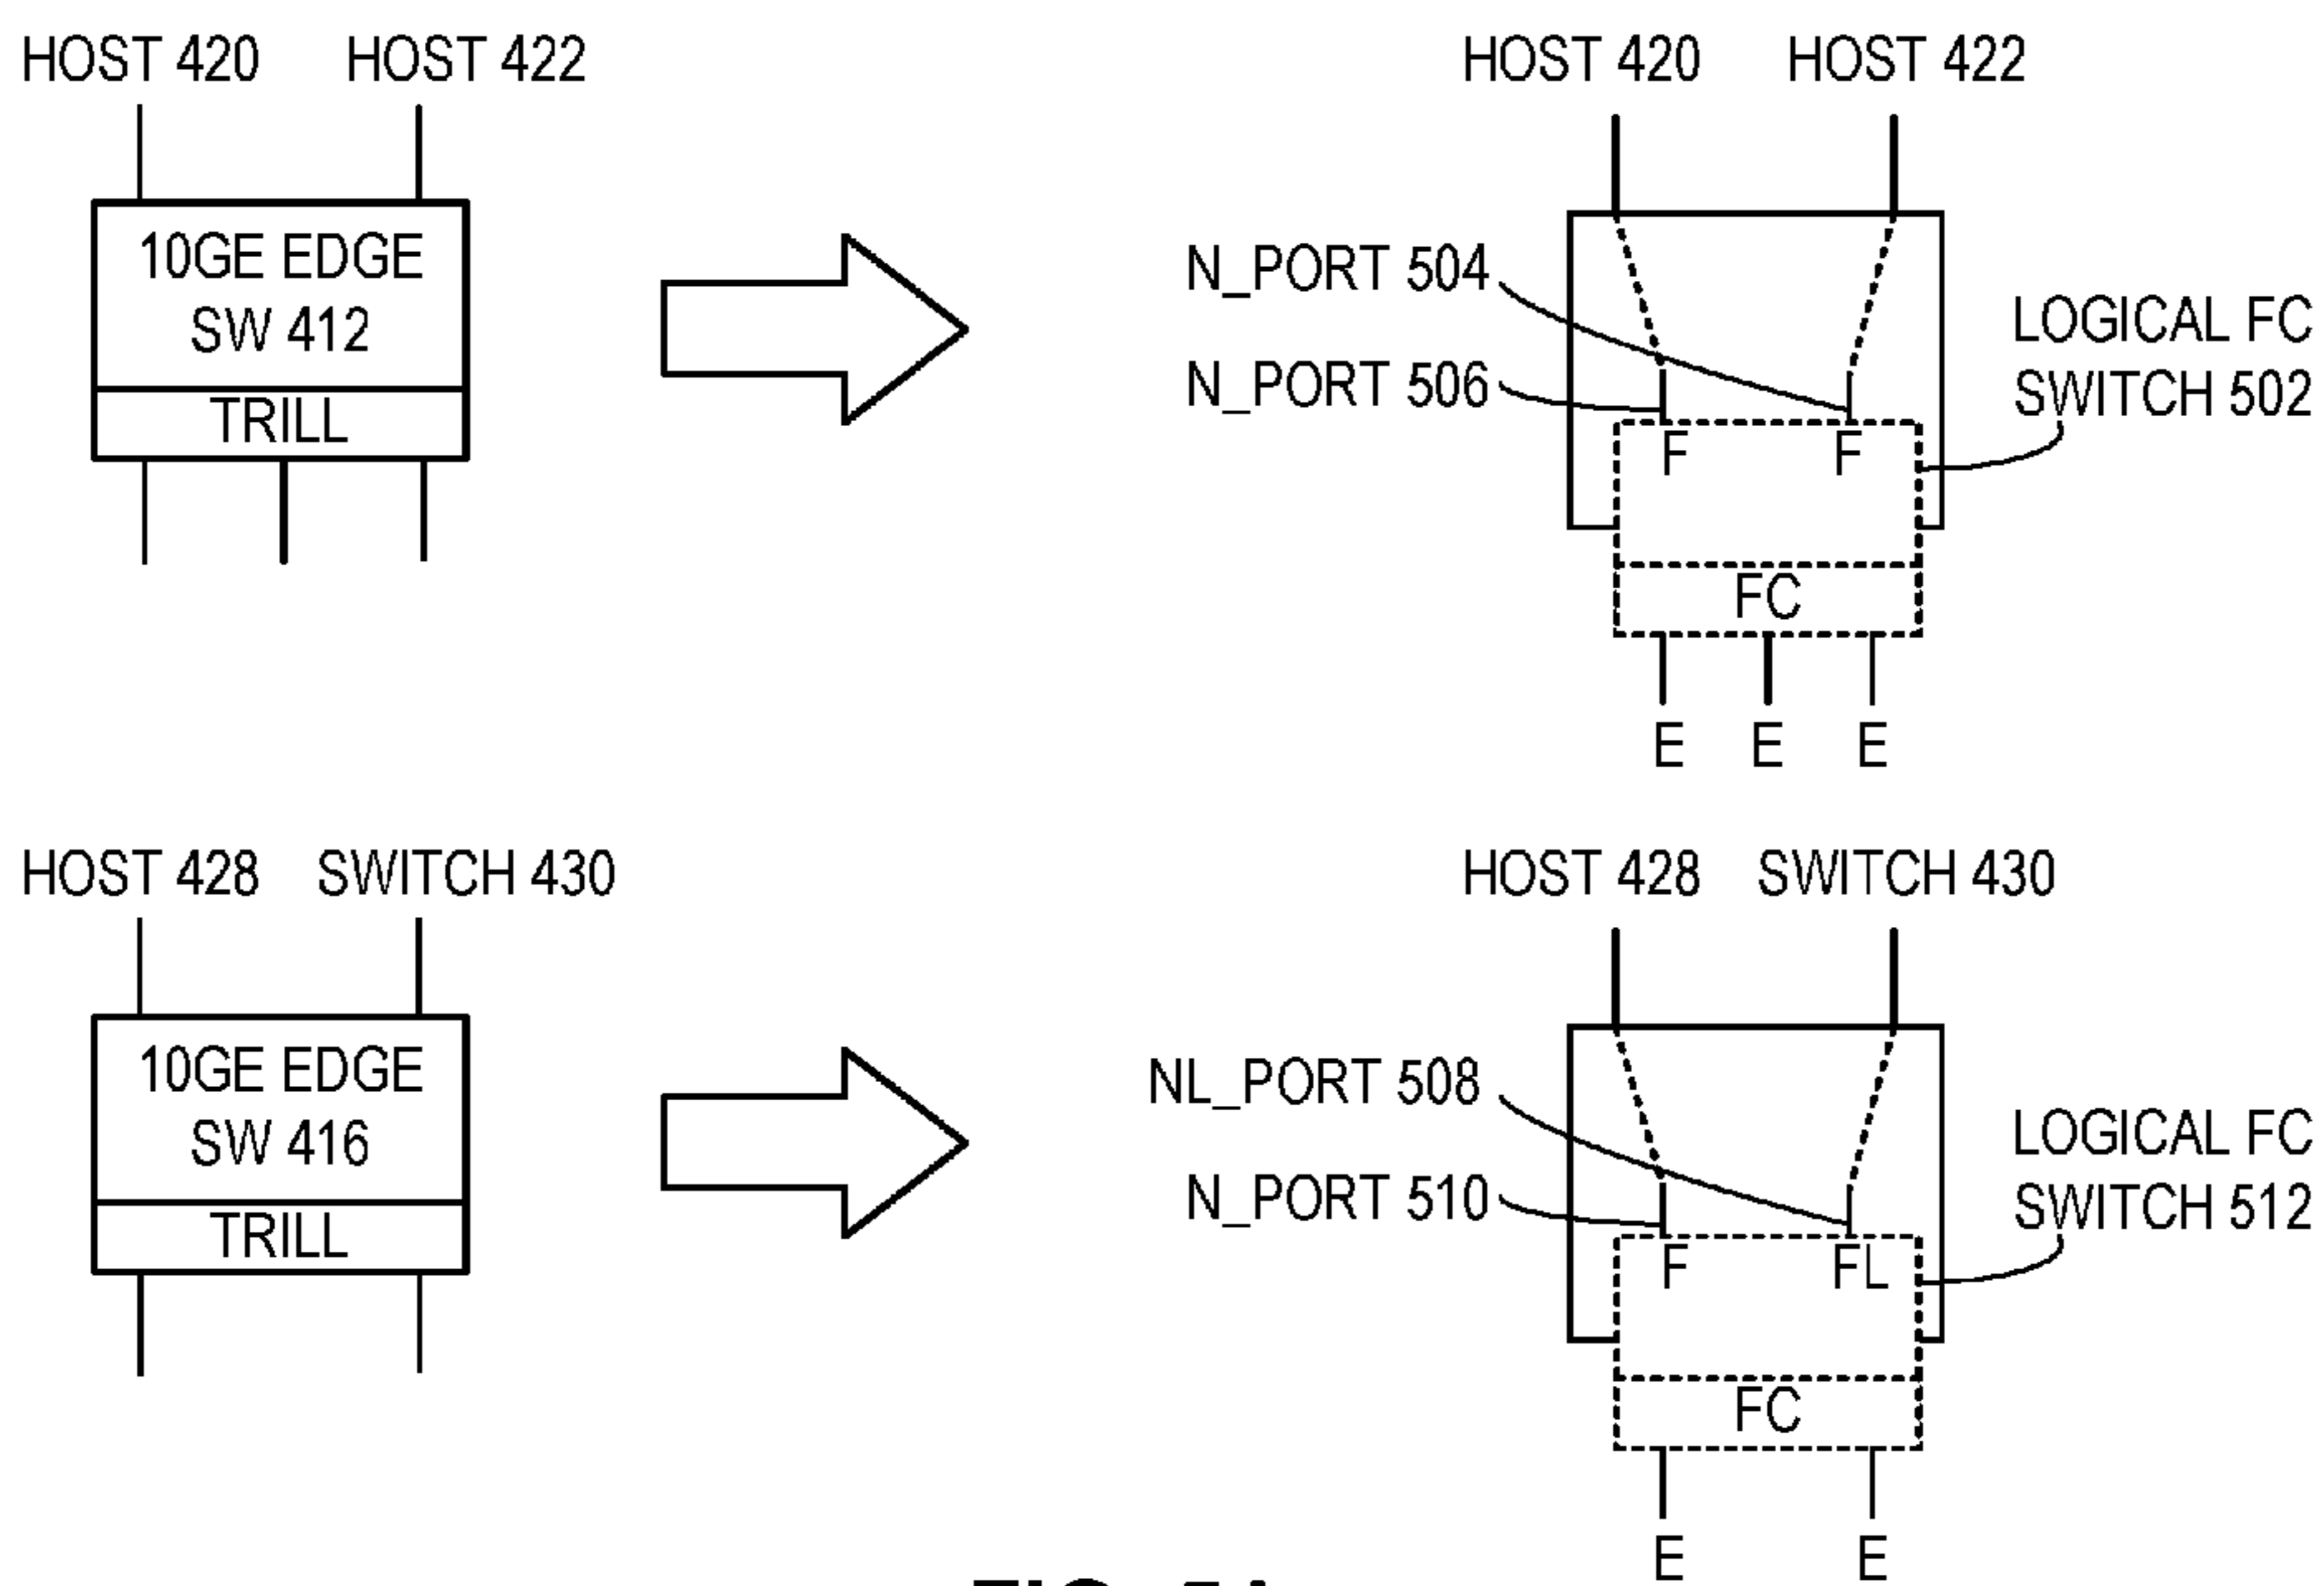 HOST 420 HOST 422
10GE EDGE
SW 412
TRILL
HOST 420 HOST 422
N_PORT 504
N_PORT 506
LOGICAL FC
SWITCH 502
F F
FC
E E E
HOST 428 SWITCH 430
10GE EDGE
SW 416
TRILL
HOST 428 SWITCH 430
NL_PORT 508
N_PORT 510
LOGICAL FC
SWITCH 512
F FL
FC
E E